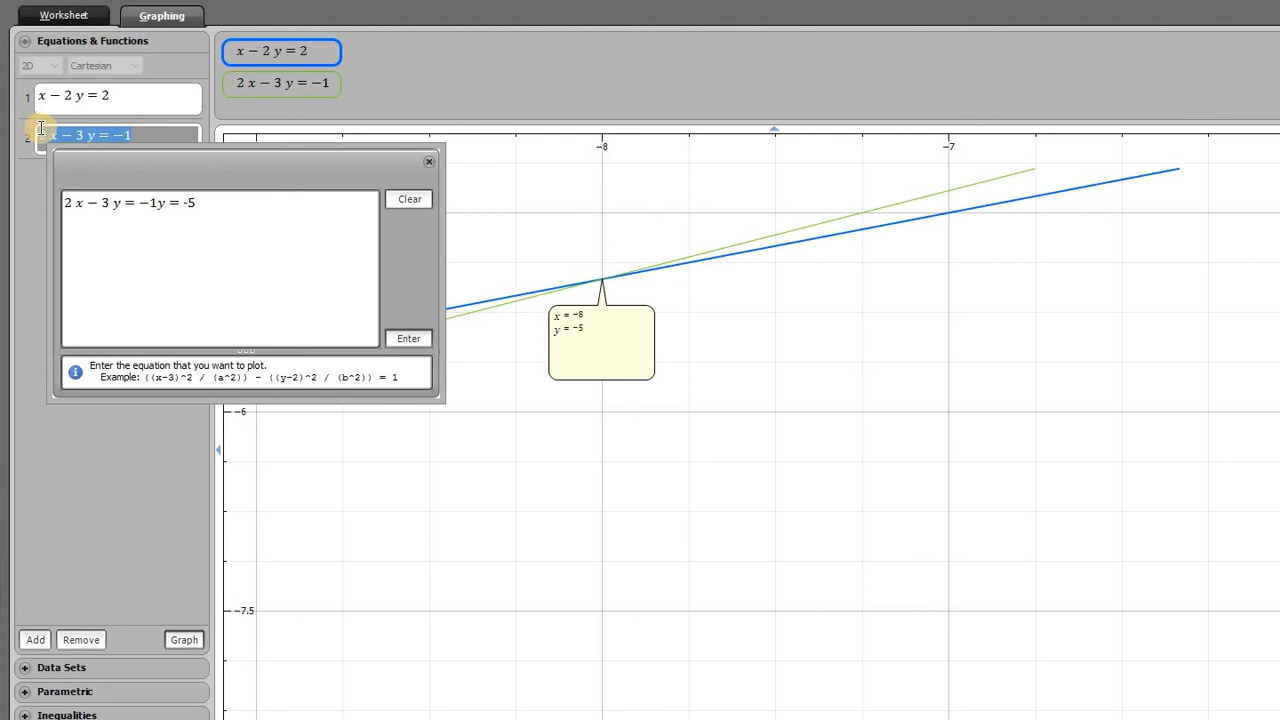 Worksheet
Graphing
Equations & Functions
2D
Cartesian
1
x − 2 y = 2
2
x − 3 y = −1
2 x − 3 y = −1y = -5
Clear
Enter
Enter the equation that you want to plot.
Example: ((x-3)^2 / (a^2)) - ((y-2)^2 / (b^2)) = 1
Add
Remove
Graph
Data Sets
Parametric
Inequalities
x − 2 y = 2
2 x − 3 y = −1
−8
−7
x = −8
y = −5
−6
−7.5